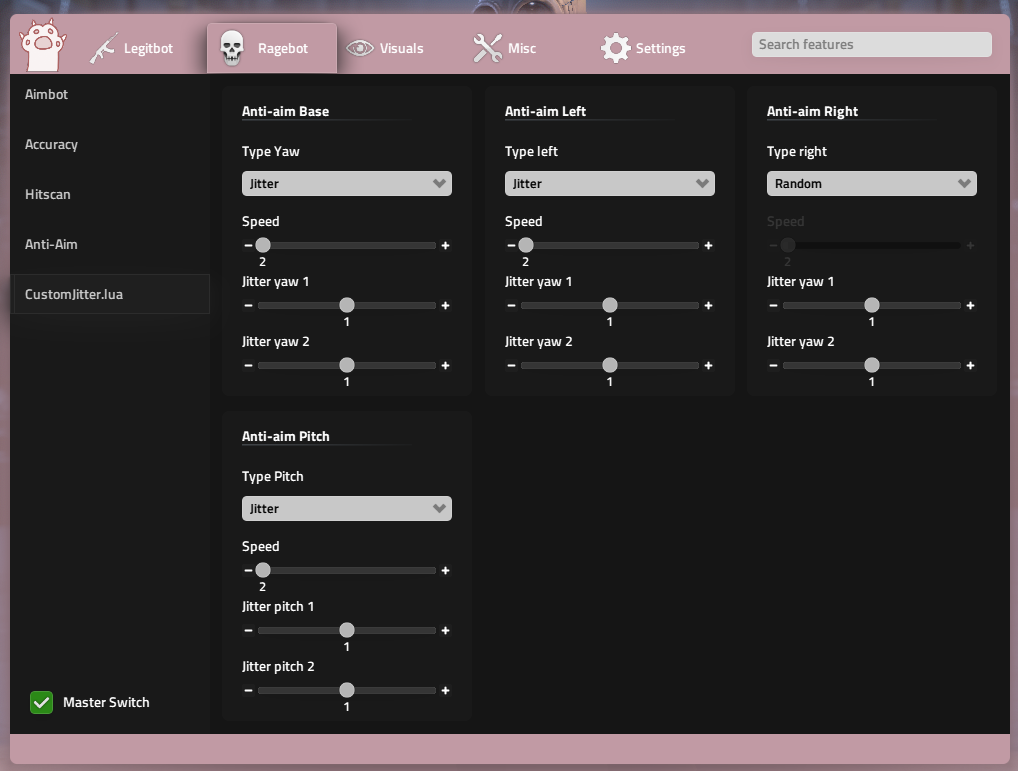 Legitbot
Ragebot
Visuals
Misc
Settings
Search features
Aimbot
Accuracy
Hitscan
Anti-Aim
CustomJitter.lua
Master Switch
Anti-aim Base
Type Yaw
Jitter
Speed
2
Jitter yaw 1
1
Jitter yaw 2
1
Anti-aim Left
Type left
Jitter
Speed
2
Jitter yaw 1
1
Jitter yaw 2
1
Anti-aim Right
Type right
Random
Speed
2
Jitter yaw 1
1
Jitter yaw 2
1
Anti-aim Pitch
Type Pitch
Jitter
Speed
2
Jitter pitch 1
1
Jitter pitch 2
1